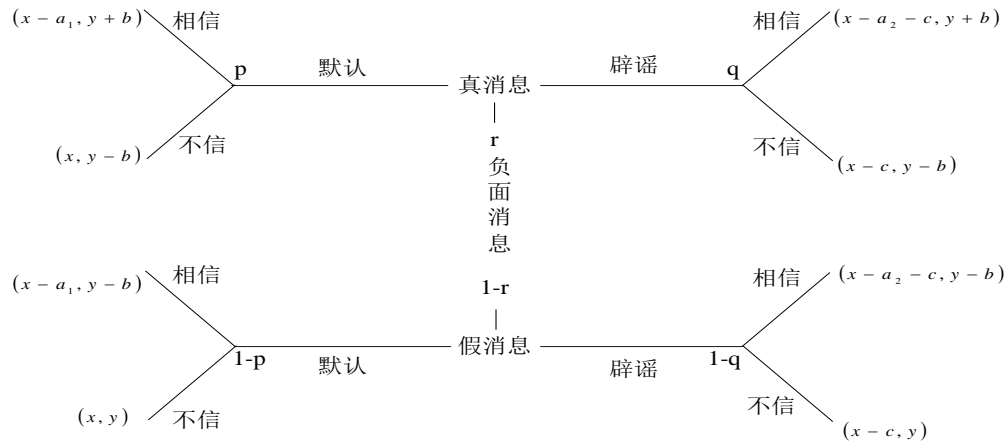 (x − a₁, y + b) 相信 相信 (x − a₂ − c, y + b)
p 默认 真消息 辟谣 q
(x, y − b) 不信 r 不信 (x − c, y − b)
负
面
消
息
(x − a₁, y − b) 相信 1-r 相信 (x − a₂ − c, y − b)
1-p 默认 假消息 辟谣 1-q
(x, y) 不信 不信 (x − c, y)